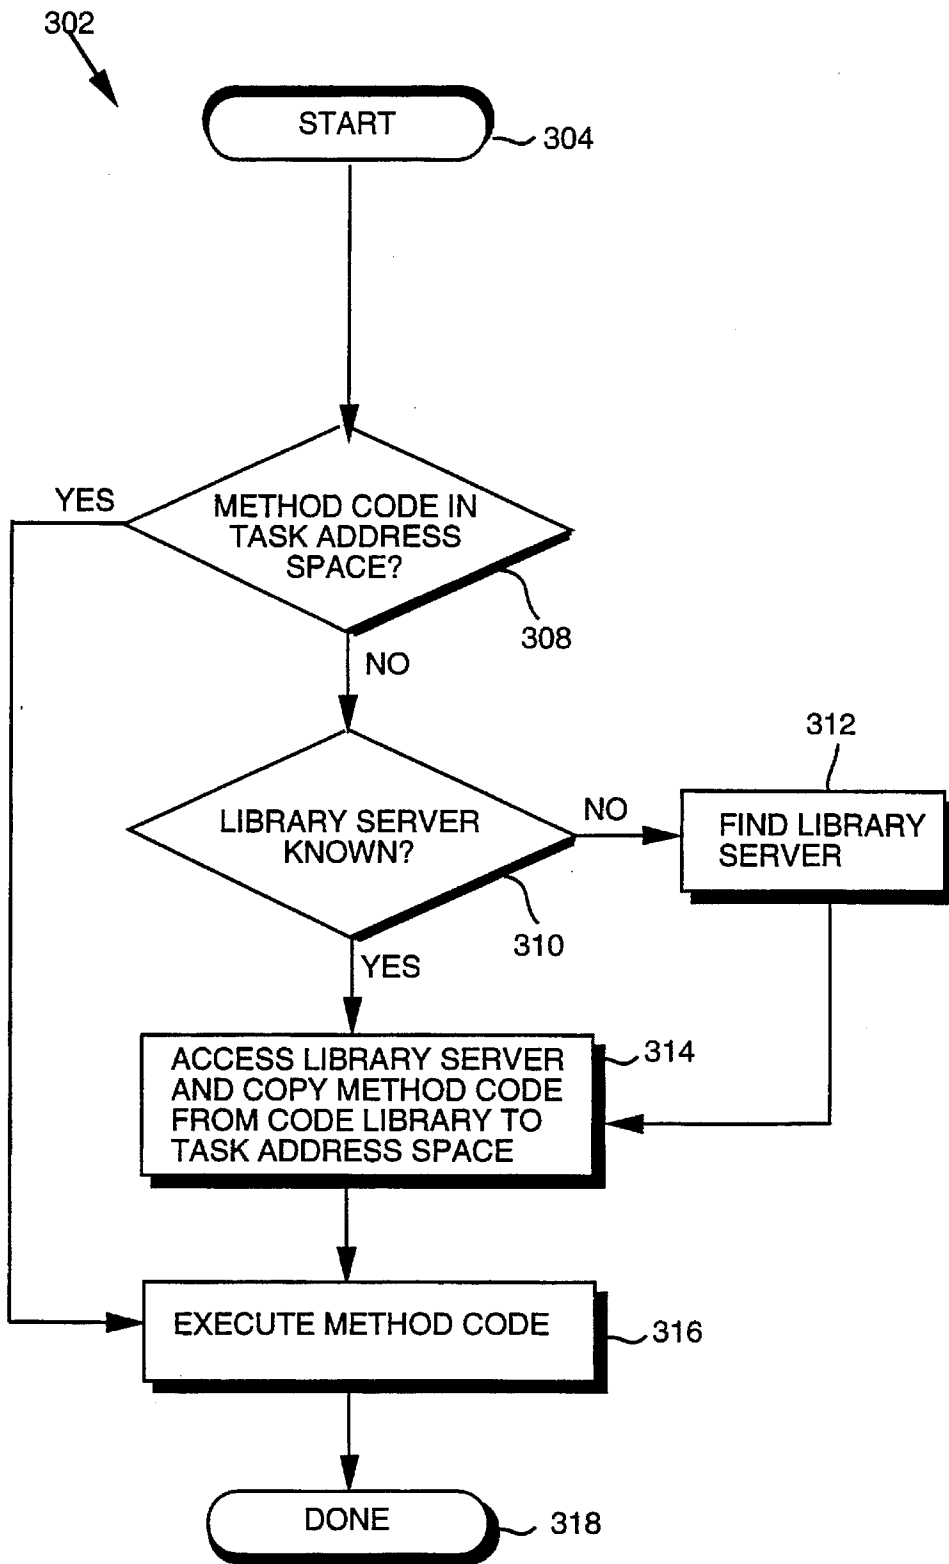 302
START
304
YES
METHOD CODE IN
TASK ADDRESS
SPACE?
308
NO
312
LIBRARY SERVER
KNOWN?
NO
FIND LIBRARY
SERVER
310
YES
ACCESS LIBRARY SERVER
AND COPY METHOD CODE
FROM CODE LIBRARY TO
TASK ADDRESS SPACE
314
EXECUTE METHOD CODE
316
DONE
318